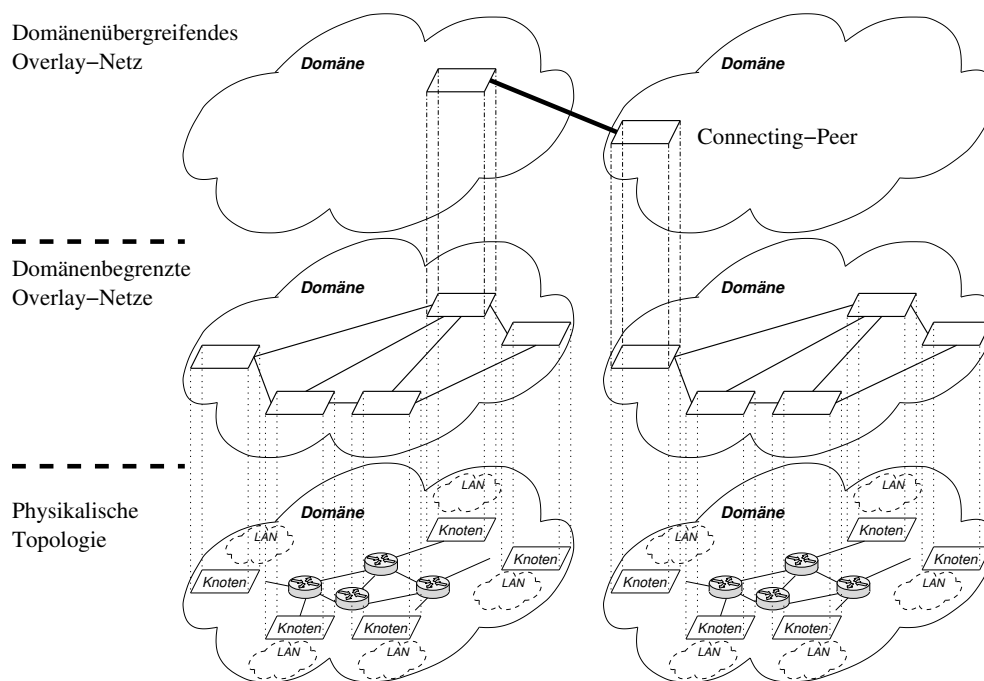 Domänenübergreifendes
Overlay–Netz
Domäne
Domäne
Connecting–Peer
Domänenbegrenzte
Overlay–Netze
Domäne
Domäne
Physikalische
Topologie
Domäne
LAN
LAN
Knoten
Knoten
Knoten
LAN
Knoten
Knoten
LAN
LAN
Domäne
LAN
LAN
Knoten
Knoten
Knoten
LAN
Knoten
Knoten
LAN
LAN